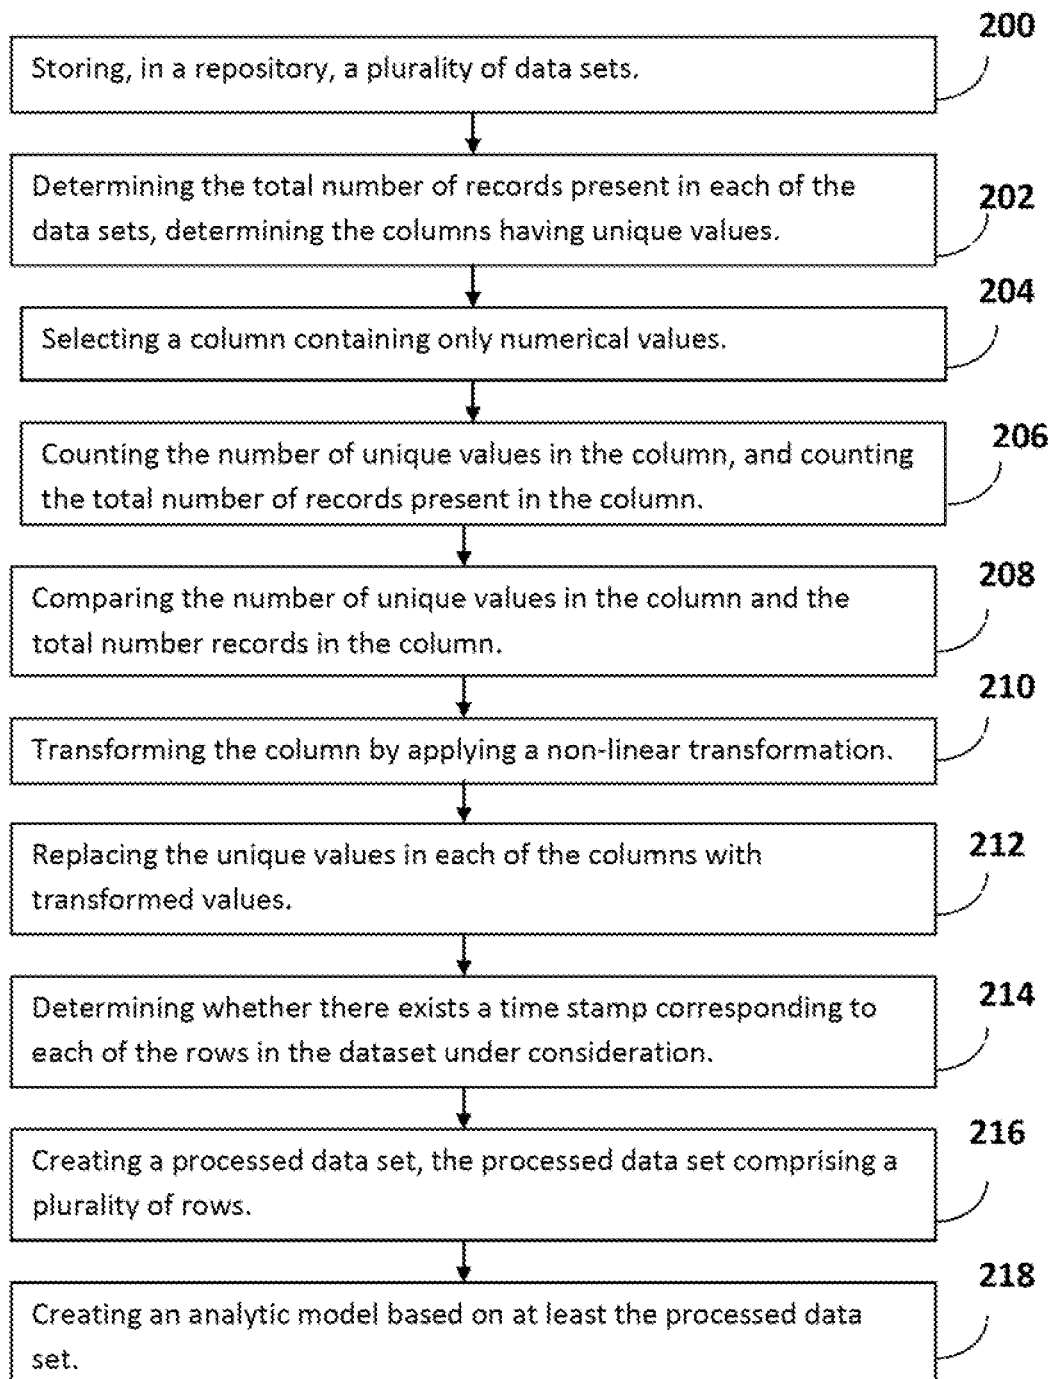 200
Storing, in a repository, a plurality of data sets.
202
Determining the total number of records present in each of the
data sets, determining the columns having unique values.
204
Selecting a column containing only numerical values.
206
Counting the number of unique values in the column, and counting
the total number of records present in the column.
208
Comparing the number of unique values in the column and the
total number records in the column.
210
Transforming the column by applying a non-linear transformation.
212
Replacing the unique values in each of the columns with
transformed values.
214
Determining whether there exists a time stamp corresponding to
each of the rows in the dataset under consideration.
216
Creating a processed data set, the processed data set comprising a
plurality of rows.
218
Creating an analytic model based on at least the processed data
set.